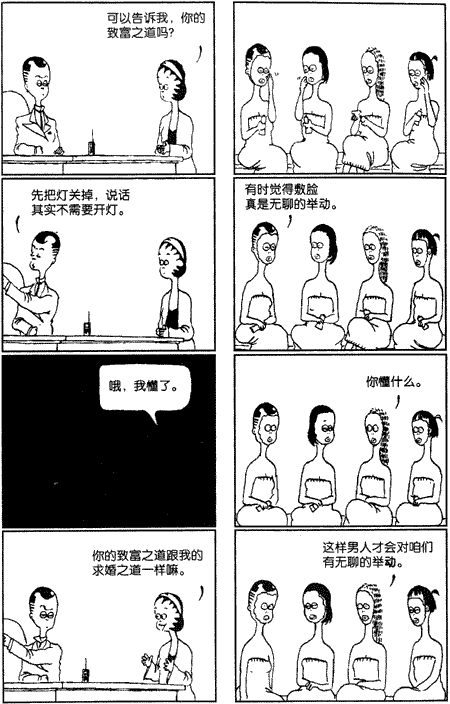 可以告诉我，你的
致富之道吗?
先把灯关掉，说话
其实不需要开灯。
哦，我懂了。
你的致富之道跟我的
求婚之道一样嘛。
有时觉得敷脸
真是无聊的举动。
你懂什么。
这样男人才会对咱们
有无聊的举动。